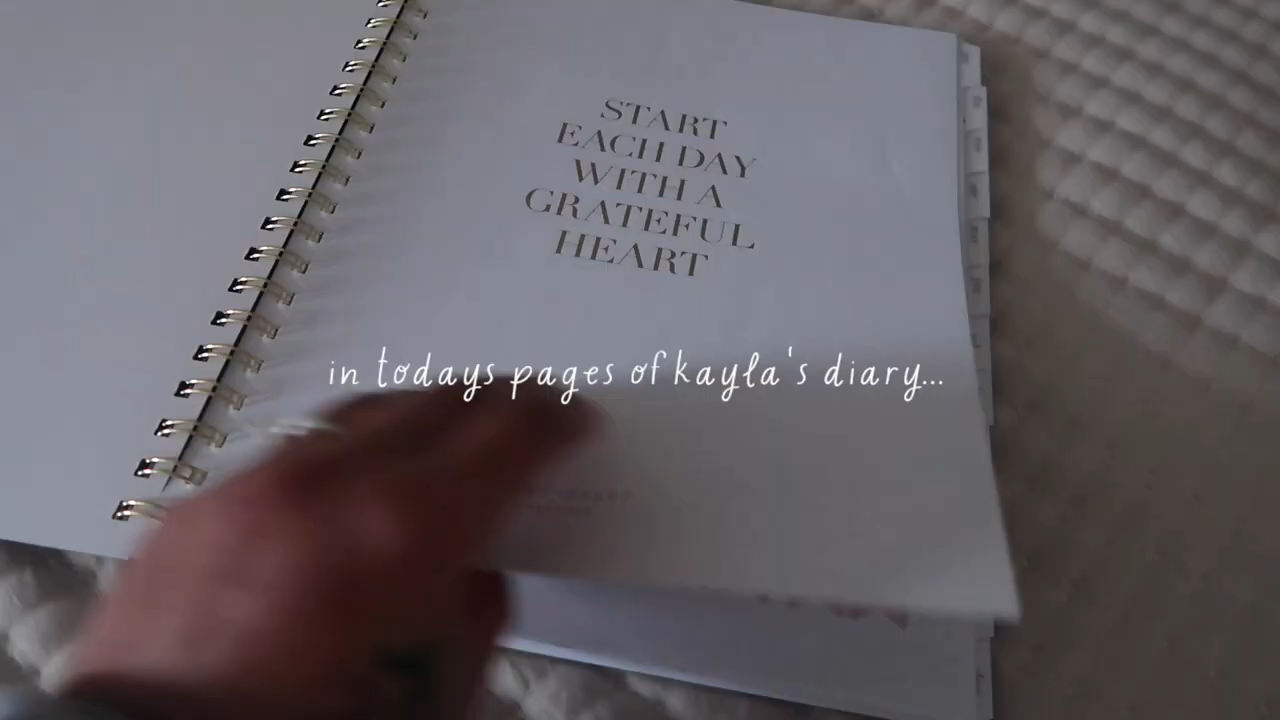 START
EACH DAY
WITH A
GRATEFUL
HEART
in todays pages of kayla's diary...